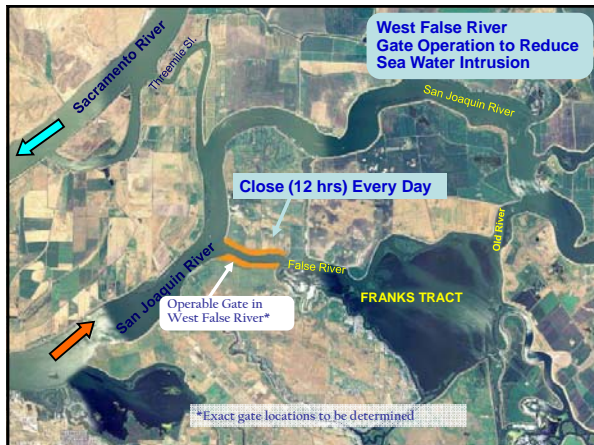 West False River
Gate Operation to Reduce
Sea Water Intrusion
Sacramento River
Threemile Sl.
San Joaquin River
Close (12 hrs) Every Day
Old River
San Joaquin River
False River
FRANKS TRACT
Operable Gate in
West False River*
*Exact gate locations to be determined